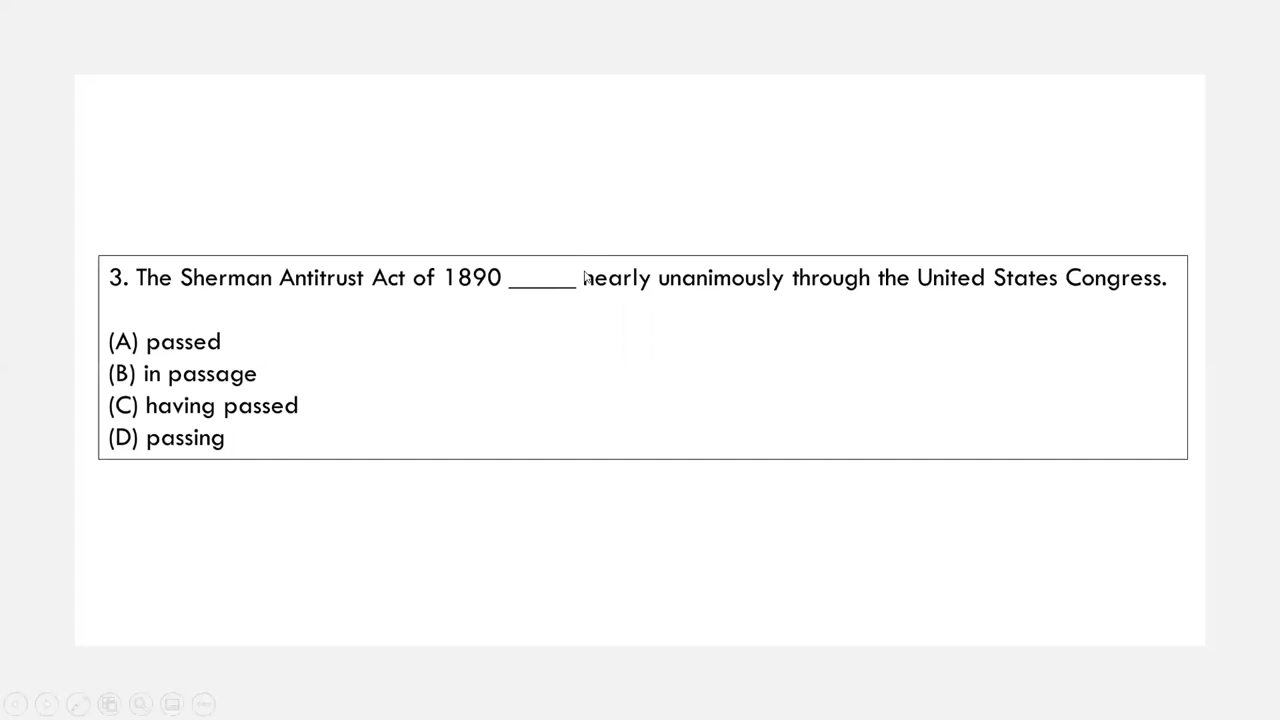 3. The Sherman Antitrust Act of 1890 ______ nearly unanimously through the United States Congress.
(A) passed
(B) in passage
(C) having passed
(D) passing